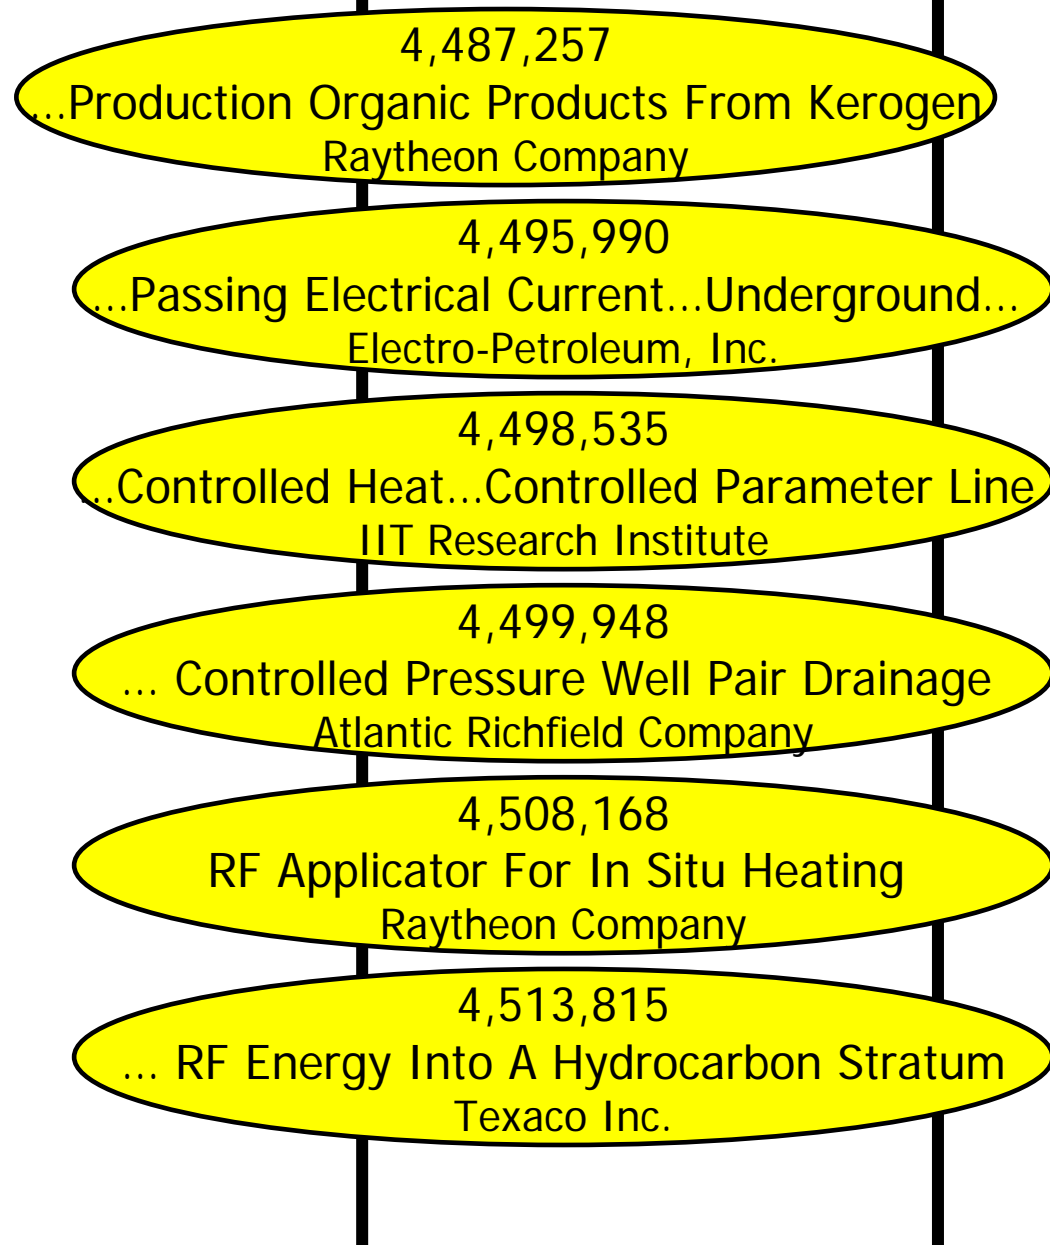 4,487,257
...Production Organic Products From Kerogen
Raytheon Company
4,495,990
...Passing Electrical Current...Underground...
Electro-Petroleum, Inc.
4,498,535
...Controlled Heat...Controlled Parameter Line
IIT Research Institute
4,499,948
... Controlled Pressure Well Pair Drainage
Atlantic Richfield Company
4,508,168
RF Applicator For In Situ Heating
Raytheon Company
4,513,815
... RF Energy Into A Hydrocarbon Stratum
Texaco Inc.